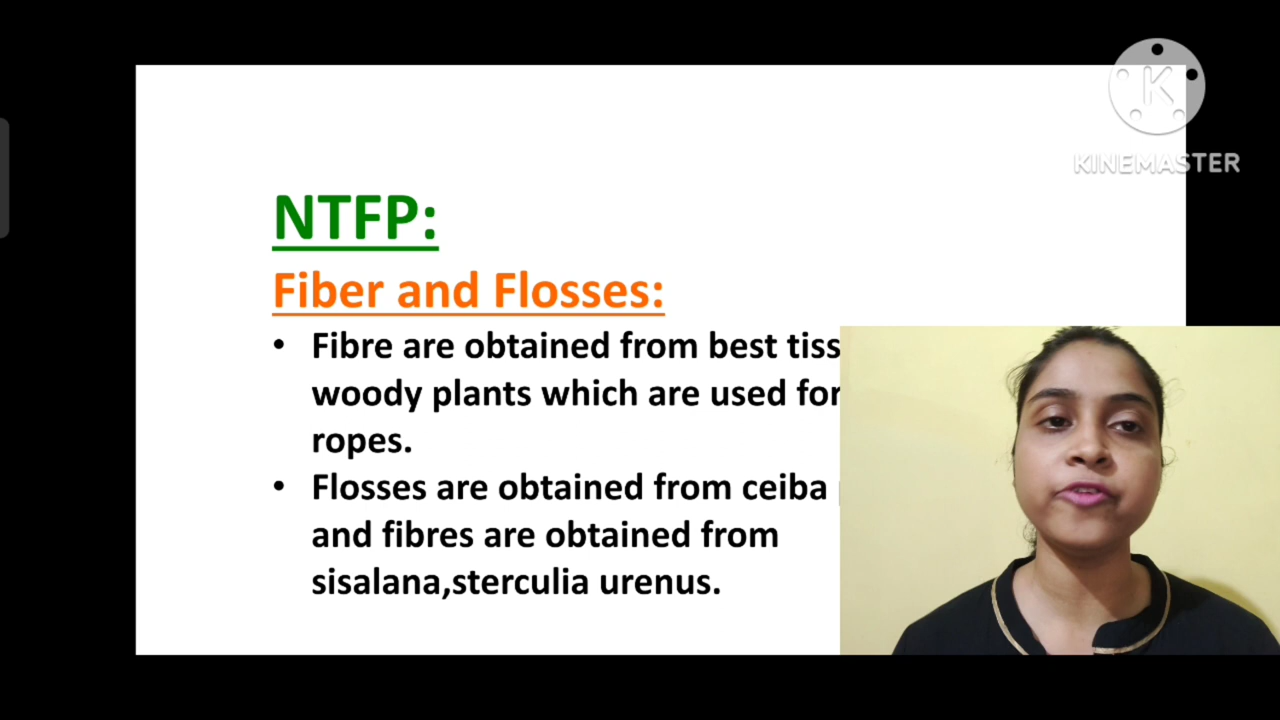 KINEMASTER
NTFP:
Fiber and Flosses:
• Fibre are obtained from best
woody plants which are used for
ropes.
• Flosses are obtained from ceiba
and fibres are obtained from
sisalana,sterculia urenus.